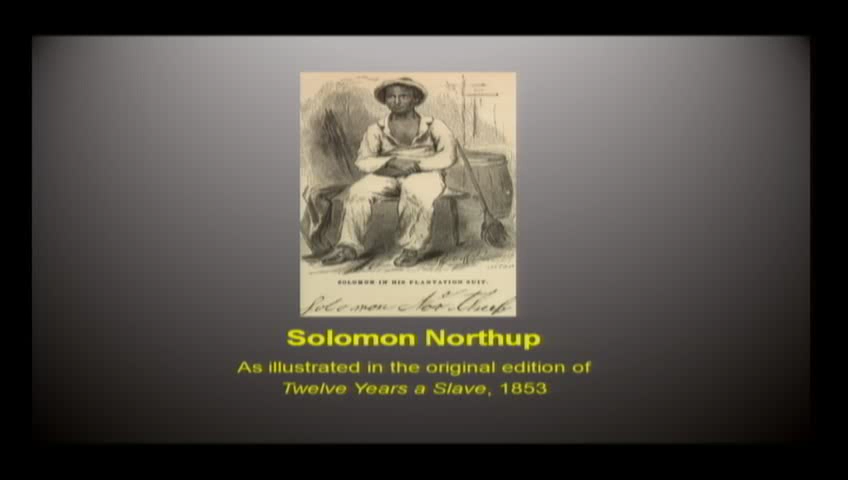 SOLOMON IN HIS PLANTATION SUIT.
Solomon Northup
Solomon Northup
As illustrated in the original edition of
Twelve Years a Slave, 1853